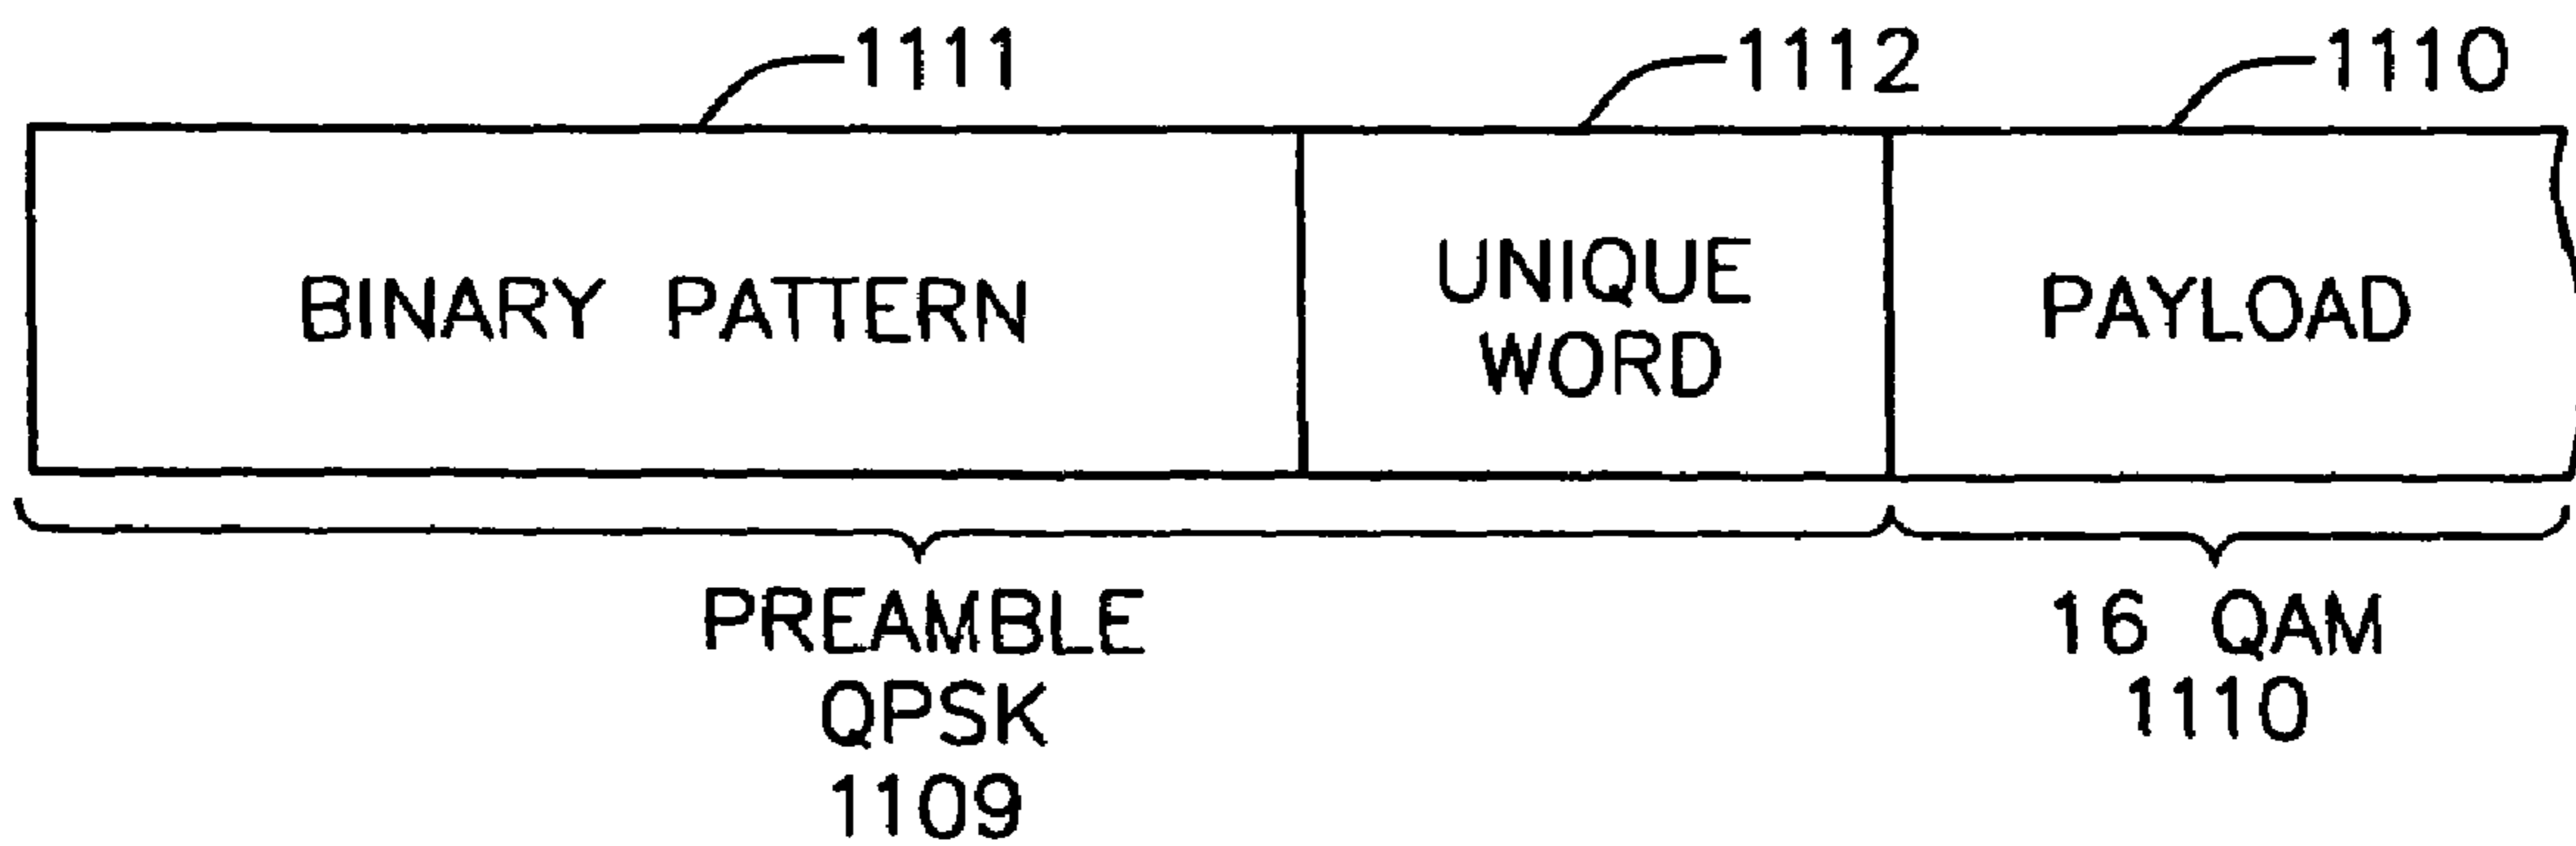 1111
1112
1110
BINARY PATTERN
UNIQUE
WORD
PAYLOAD
PREAMBLE
QPSK
1109
16 QAM
1110